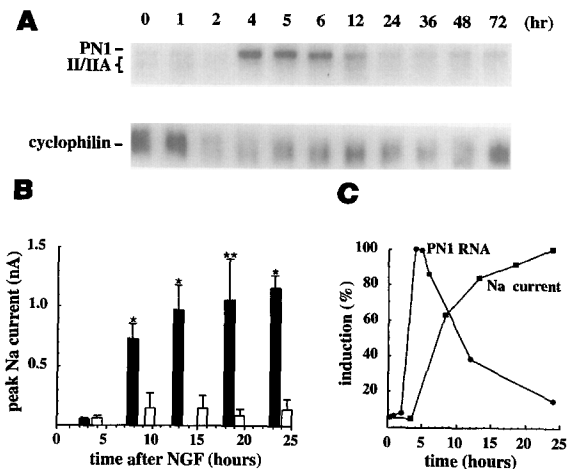 A
0 1 2 4 5 6 12 24 36 48 72 (hr)
PN1 –
II/IIA [
cyclophilin –
B
peak Na current (nA)
1.5
1.0
0.5
* * ** *
0 5 10 15 20 25
time after NGF (hours)
C
induction (%)
100
80
60
40
20
PN1 RNA
Na current
0 5 10 15 20 25
time (hours)